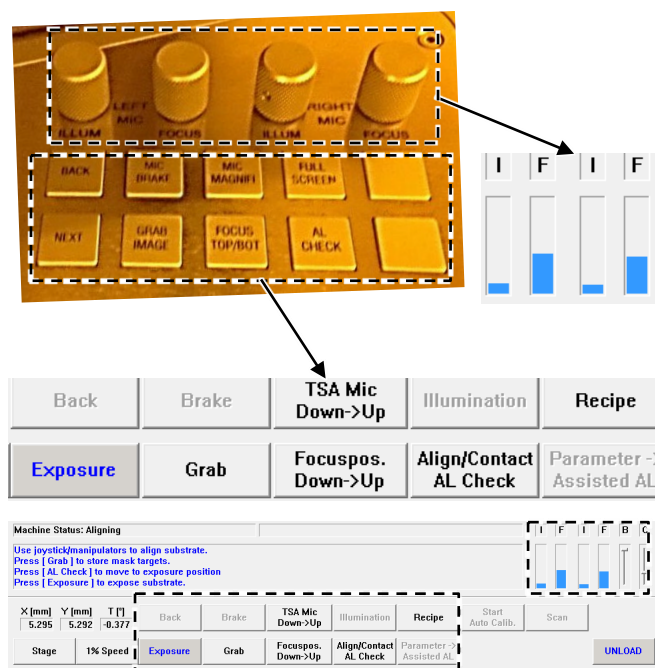 LEFT MIC
RIGHT MIC
ILLUM FOCUS ILLUM FOCUS
BACK MIC BRAKE MIC MAGNIFI FULL SCREEN
NEXT GRAB IMAGE FOCUS TOP/BOT AL CHECK
I F I F
Back Brake TSA Mic Down->Up Illumination Recipe
Exposure Grab Focuspos. Down->Up Align/Contact AL Check Parameter - Assisted AL
Machine Status: Aligning
I F I F B C
Use joystick/manipulators to align substrate.
Press [ Grab ] to store mask targets.
Press [ AL Check ] to move to exposure position
Press [ Exposure ] to expose substrate.
X [mm] Y [mm] T [°]
5.295 5.292 -0.377
Back Brake TSA Mic Down->Up Illumination Recipe Start Auto Calib. Scan
Stage 1% Speed Exposure Grab Focuspos. Down->Up Align/Contact AL Check Parameter -> Assisted AL UNLOAD